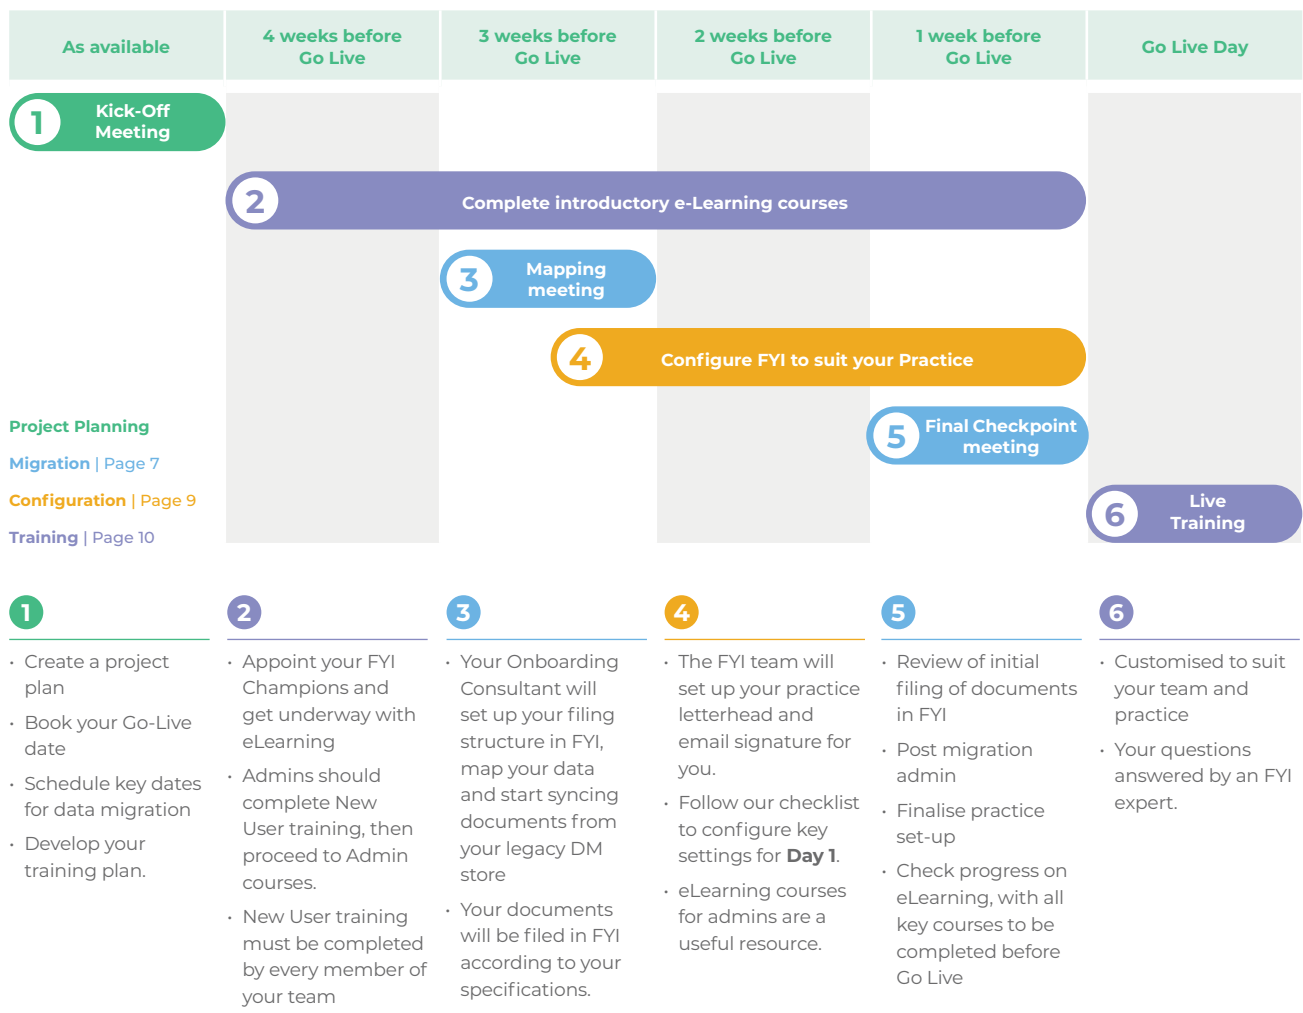 As available
4 weeks before
Go Live
3 weeks before
Go Live
2 weeks before
Go Live
1 week before
Go Live
Go Live Day
1
Kick-Off
Meeting
2
Complete introductory e-Learning courses
3
Mapping
meeting
4
Configure FYI to suit your Practice
5
Final Checkpoint
meeting
6
Live
Training
Project Planning
Migration | Page 7
Configuration | Page 9
Training | Page 10
1
• Create a project
plan
• Book your Go-Live
date
• Schedule key dates
for data migration
• Develop your
training plan.
2
• Appoint your FYI
Champions and
get underway with
eLearning
• Admins should
complete New
User training, then
proceed to Admin
courses.
• New User training
must be completed
by every member of
your team
3
• Your Onboarding
Consultant will
set up your filing
structure in FYI,
map your data
and start syncing
documents from
your legacy DM
store
• Your documents
will be filed in FYI
according to your
specifications.
4
• The FYI team will
set up your practice
letterhead and
email signature for
you.
• Follow our checklist
to configure key
settings for Day 1.
• eLearning courses
for admins are a
useful resource.
5
• Review of initial
filing of documents
in FYI
• Post migration
admin
• Finalise practice
set-up
• Check progress on
eLearning, with all
key courses to be
completed before
Go Live
6
• Customised to suit
your team and
practice
• Your questions
answered by an FYI
expert.